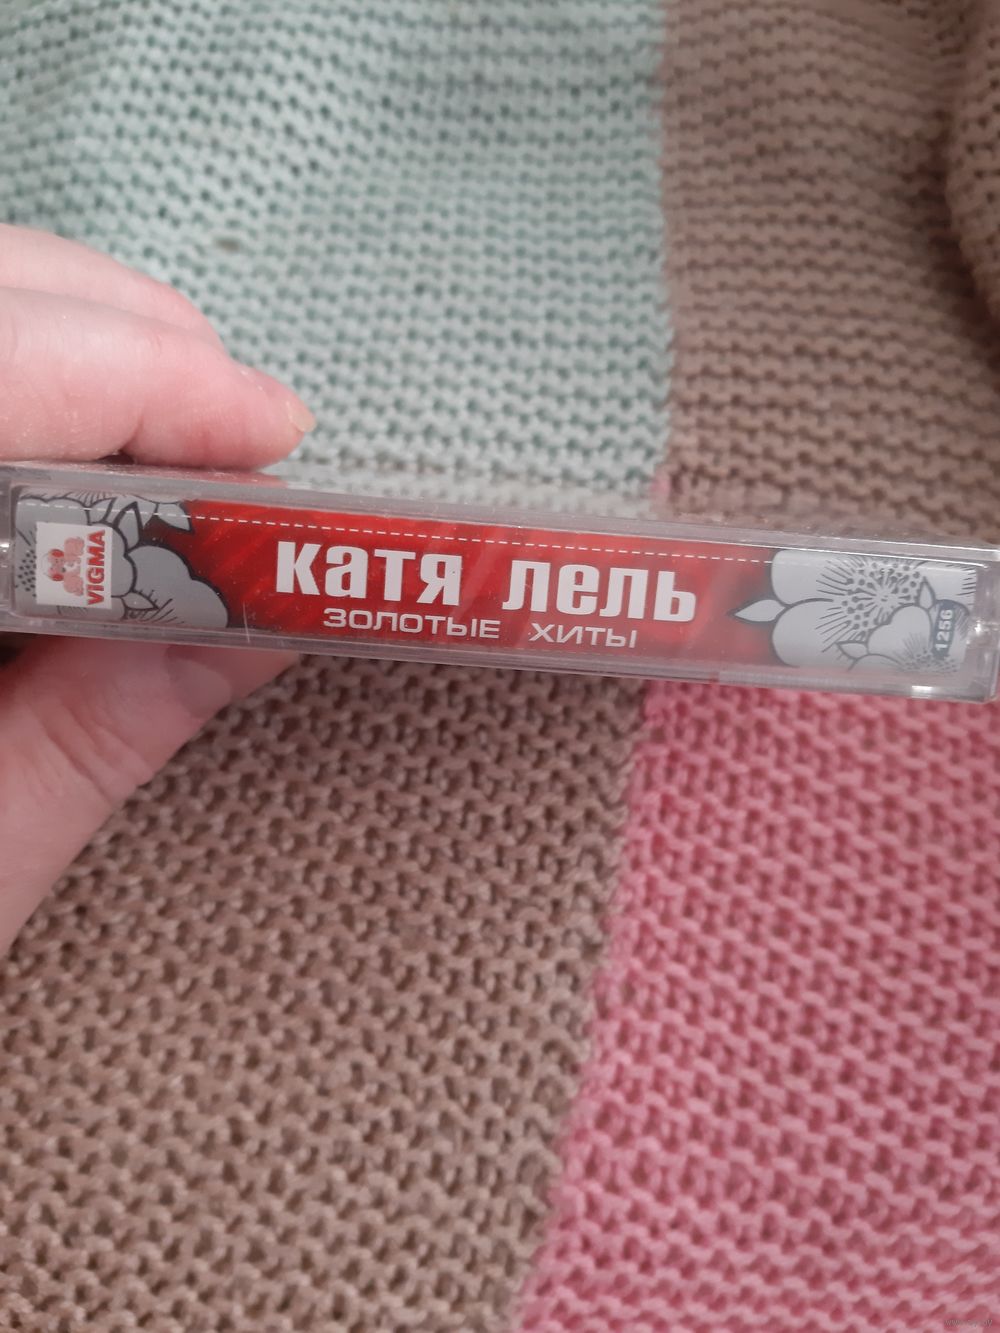 VIGMA
катя лель
ЗОЛОТЫЕ ХИТЫ
1256